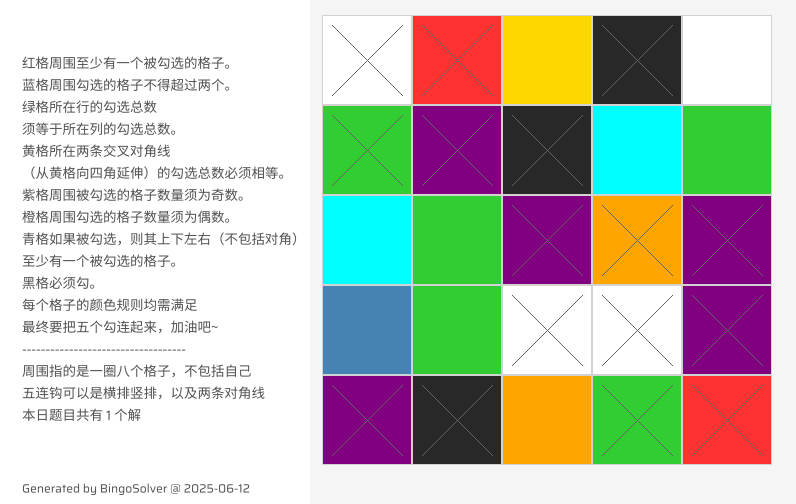 红格周围至少有一个被勾选的格子。
蓝格周围勾选的格子不得超过两个。
绿格所在行的勾选总数
须等于所在列的勾选总数。
黄格所在两条交叉对角线
（从黄格向四角延伸）的勾选总数必须相等。
紫格周围被勾选的格子数量须为奇数。
橙格周围勾选的格子数量须为偶数。
青格如果被勾选，则其上下左右（不包括对角）
至少有一个被勾选的格子。
黑格必须勾。
每个格子的颜色规则均需满足
最终要把五个勾连起来，加油吧~
-----------------------------------
周围指的是一圈八个格子，不包括自己
五连钩可以是横排竖排，以及两条对角线
本日题目共有1个解
Generated by BingoSolver @ 2025-06-12